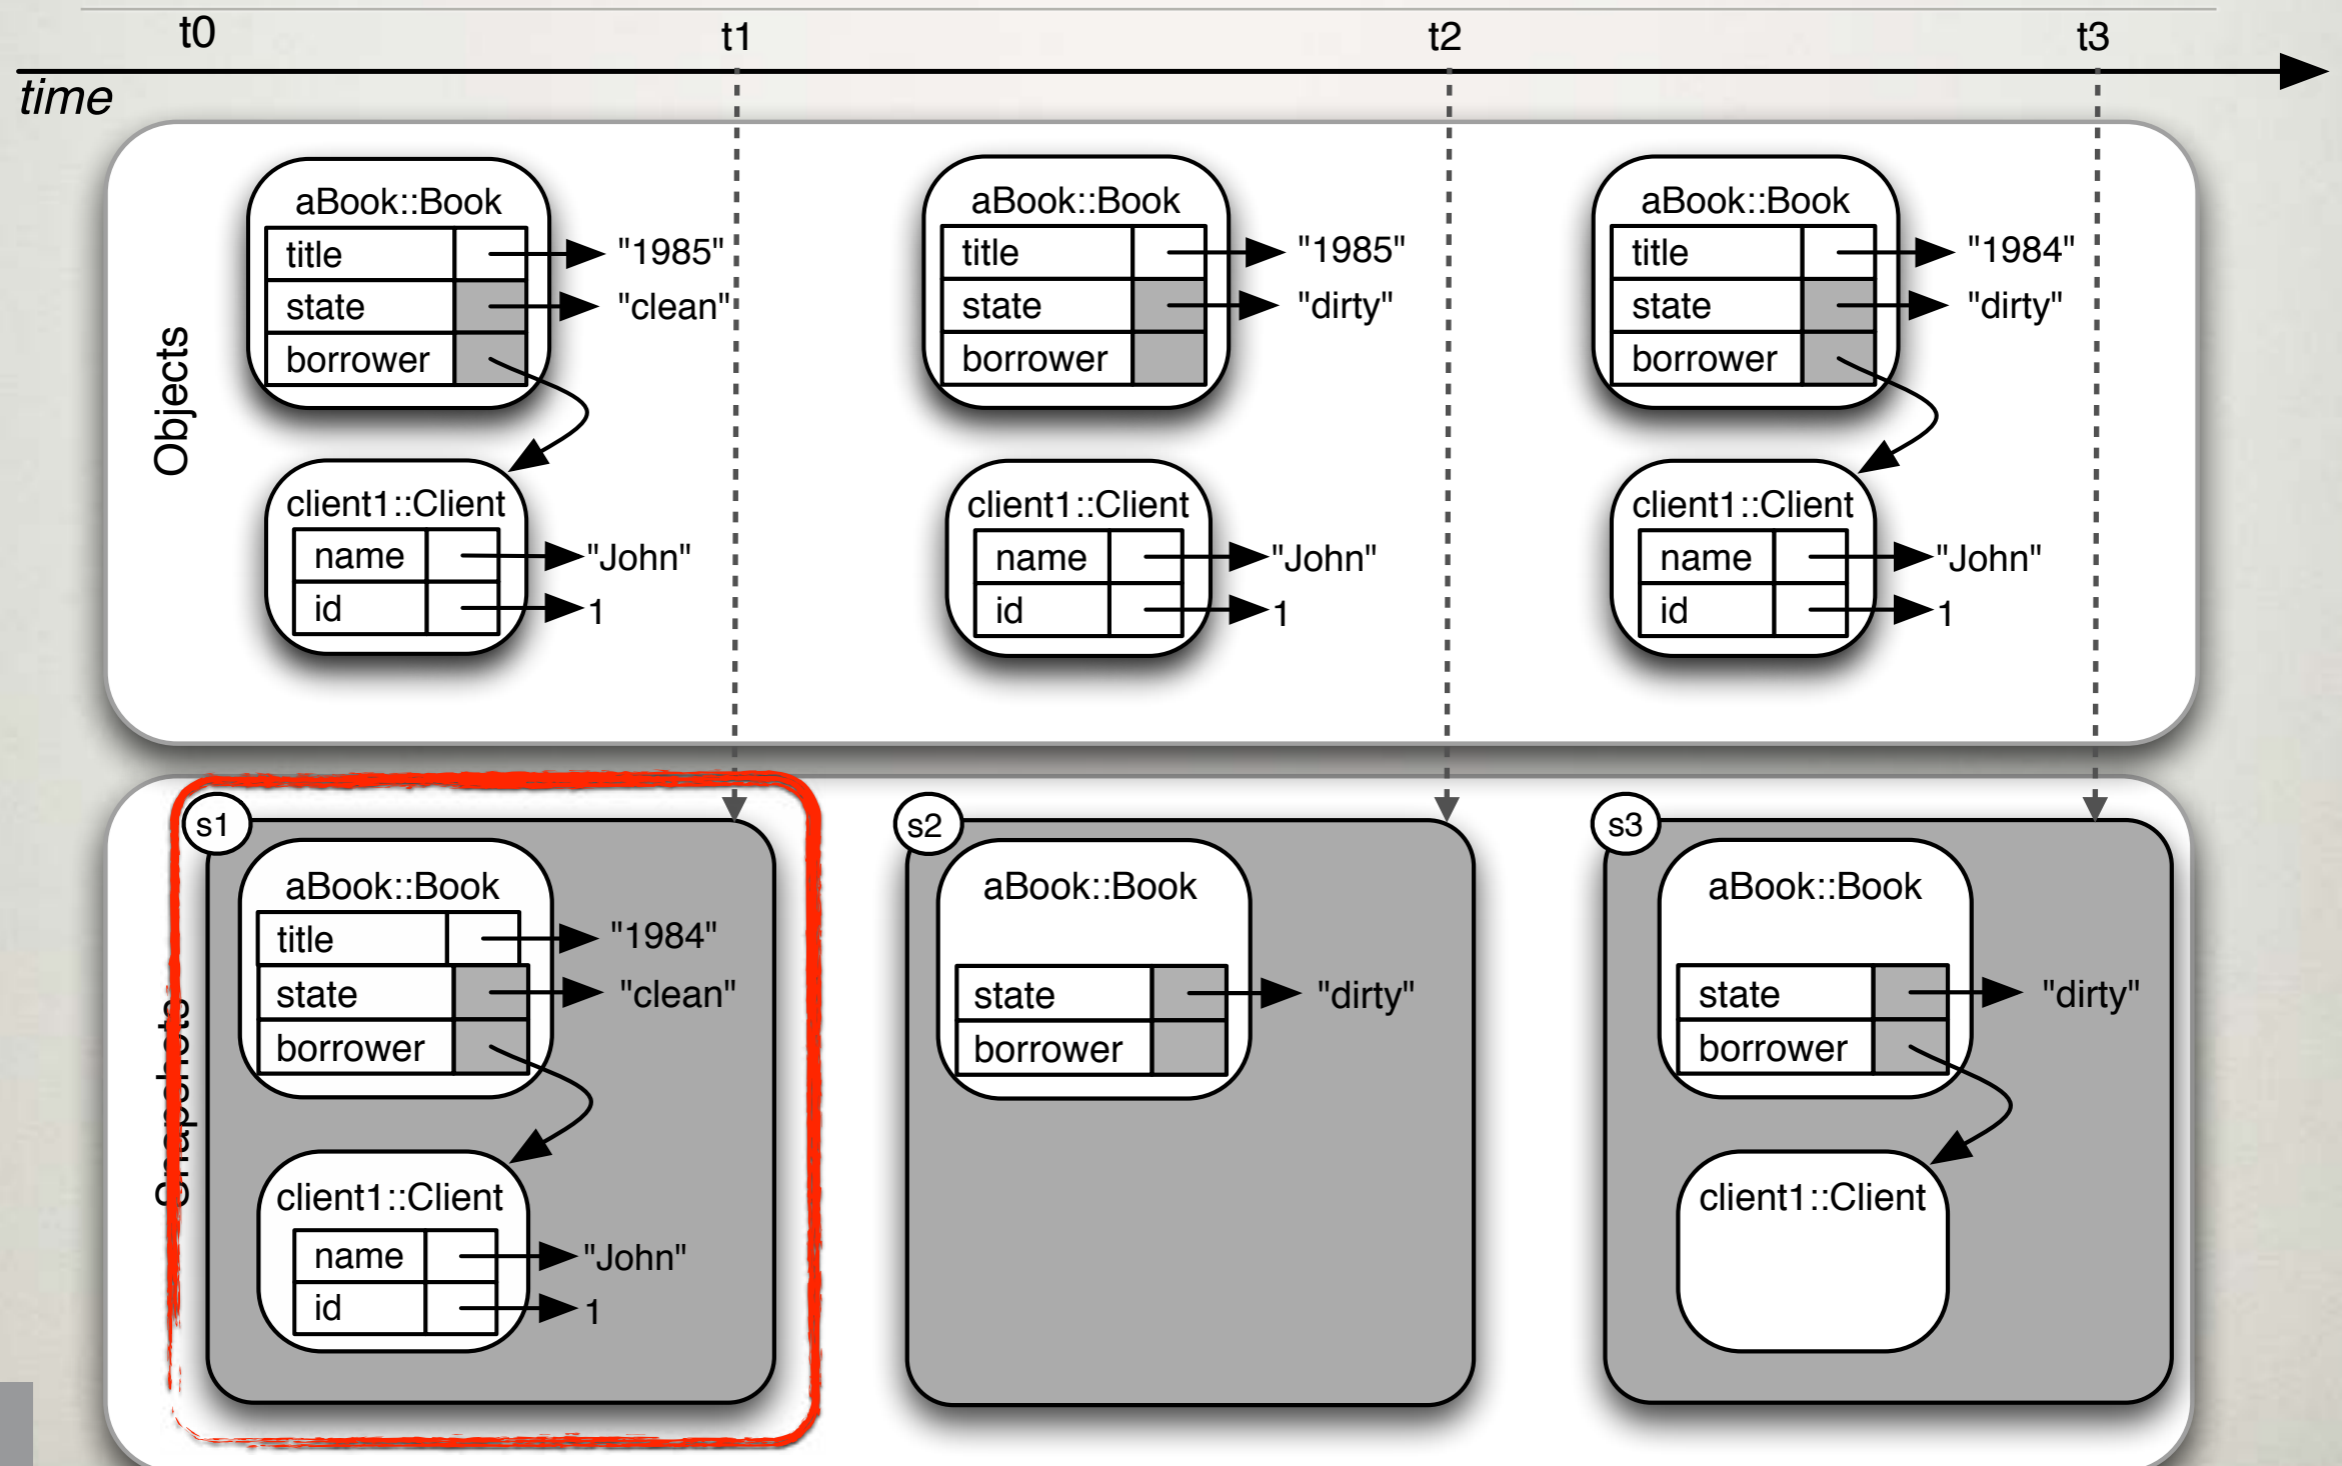 t0 t1 t2 t3
time
Objects
aBook::Book
title "1985"
state "clean"
borrower
client1::Client
name "John"
id 1
aBook::Book
title "1985"
state "dirty"
borrower
client1::Client
name "John"
id 1
aBook::Book
title "1984"
state "dirty"
borrower
client1::Client
name "John"
id 1
Snapshots
s1
aBook::Book
title "1984"
state "clean"
borrower
client1::Client
name "John"
id 1
s2
aBook::Book
state "dirty"
borrower
s3
aBook::Book
state "dirty"
borrower
client1::Client